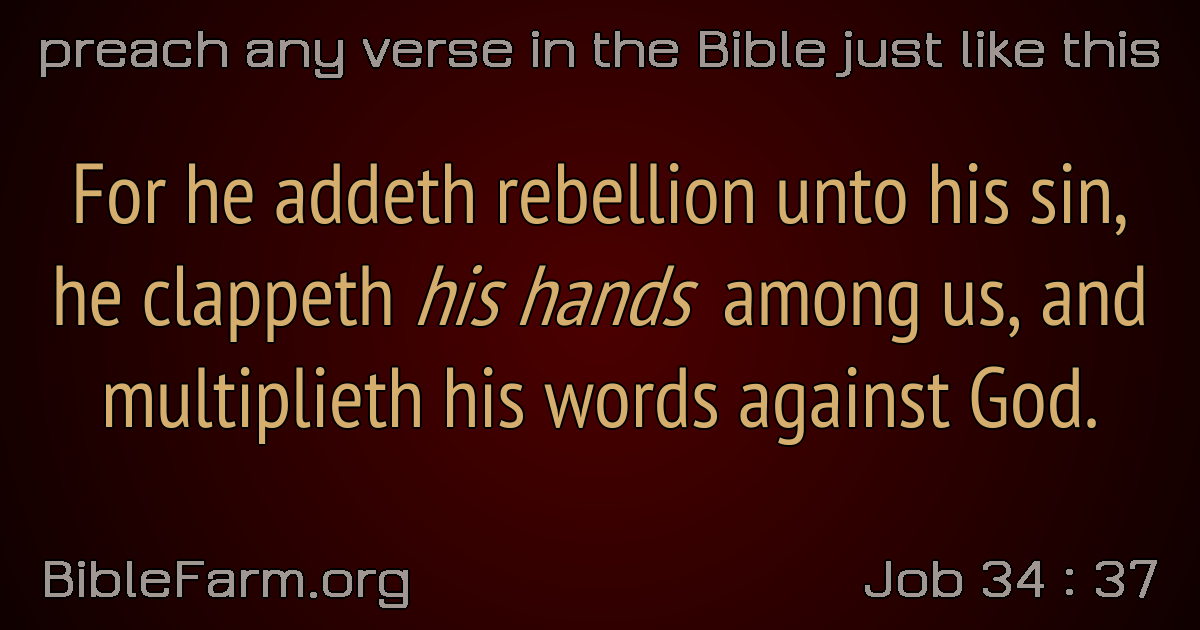 preach any verse in the Bible just like this
For he addeth rebellion unto his sin,
he clappeth his hands among us, and
multiplieth his words against God.
BibleFarm.org
Job 34 : 37